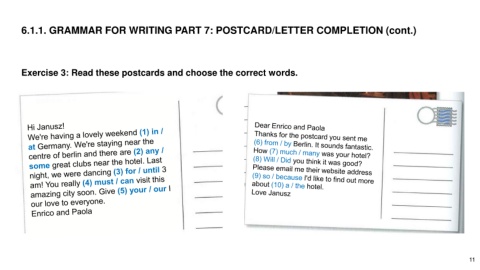 6.1.1. GRAMMAR FOR WRITING PART 7: POSTCARD/LETTER COMPLETION (cont.)
Exercise 3: Read these postcards and choose the correct words.
Hi Janusz!
We're having a lovely weekend (1) in /
at Germany. We're staying near the
centre of berlin and there are (2) any /
some great clubs near the hotel. Last
night, we were dancing (3) for / until 3
am! You really (4) must / can visit this
amazing city soon. Give (5) your / our l
our love to everyone.
Enrico and Paola
Dear Enrico and Paola
Thanks for the postcard you sent me
(6) from / by Berlin. It sounds fantastic.
How (7) much / many was your hotel?
(8) Will / Did you think it was good?
Please email me their website address
(9) so / because I'd like to find out more
about (10) a / the hotel.
Love Janusz
11